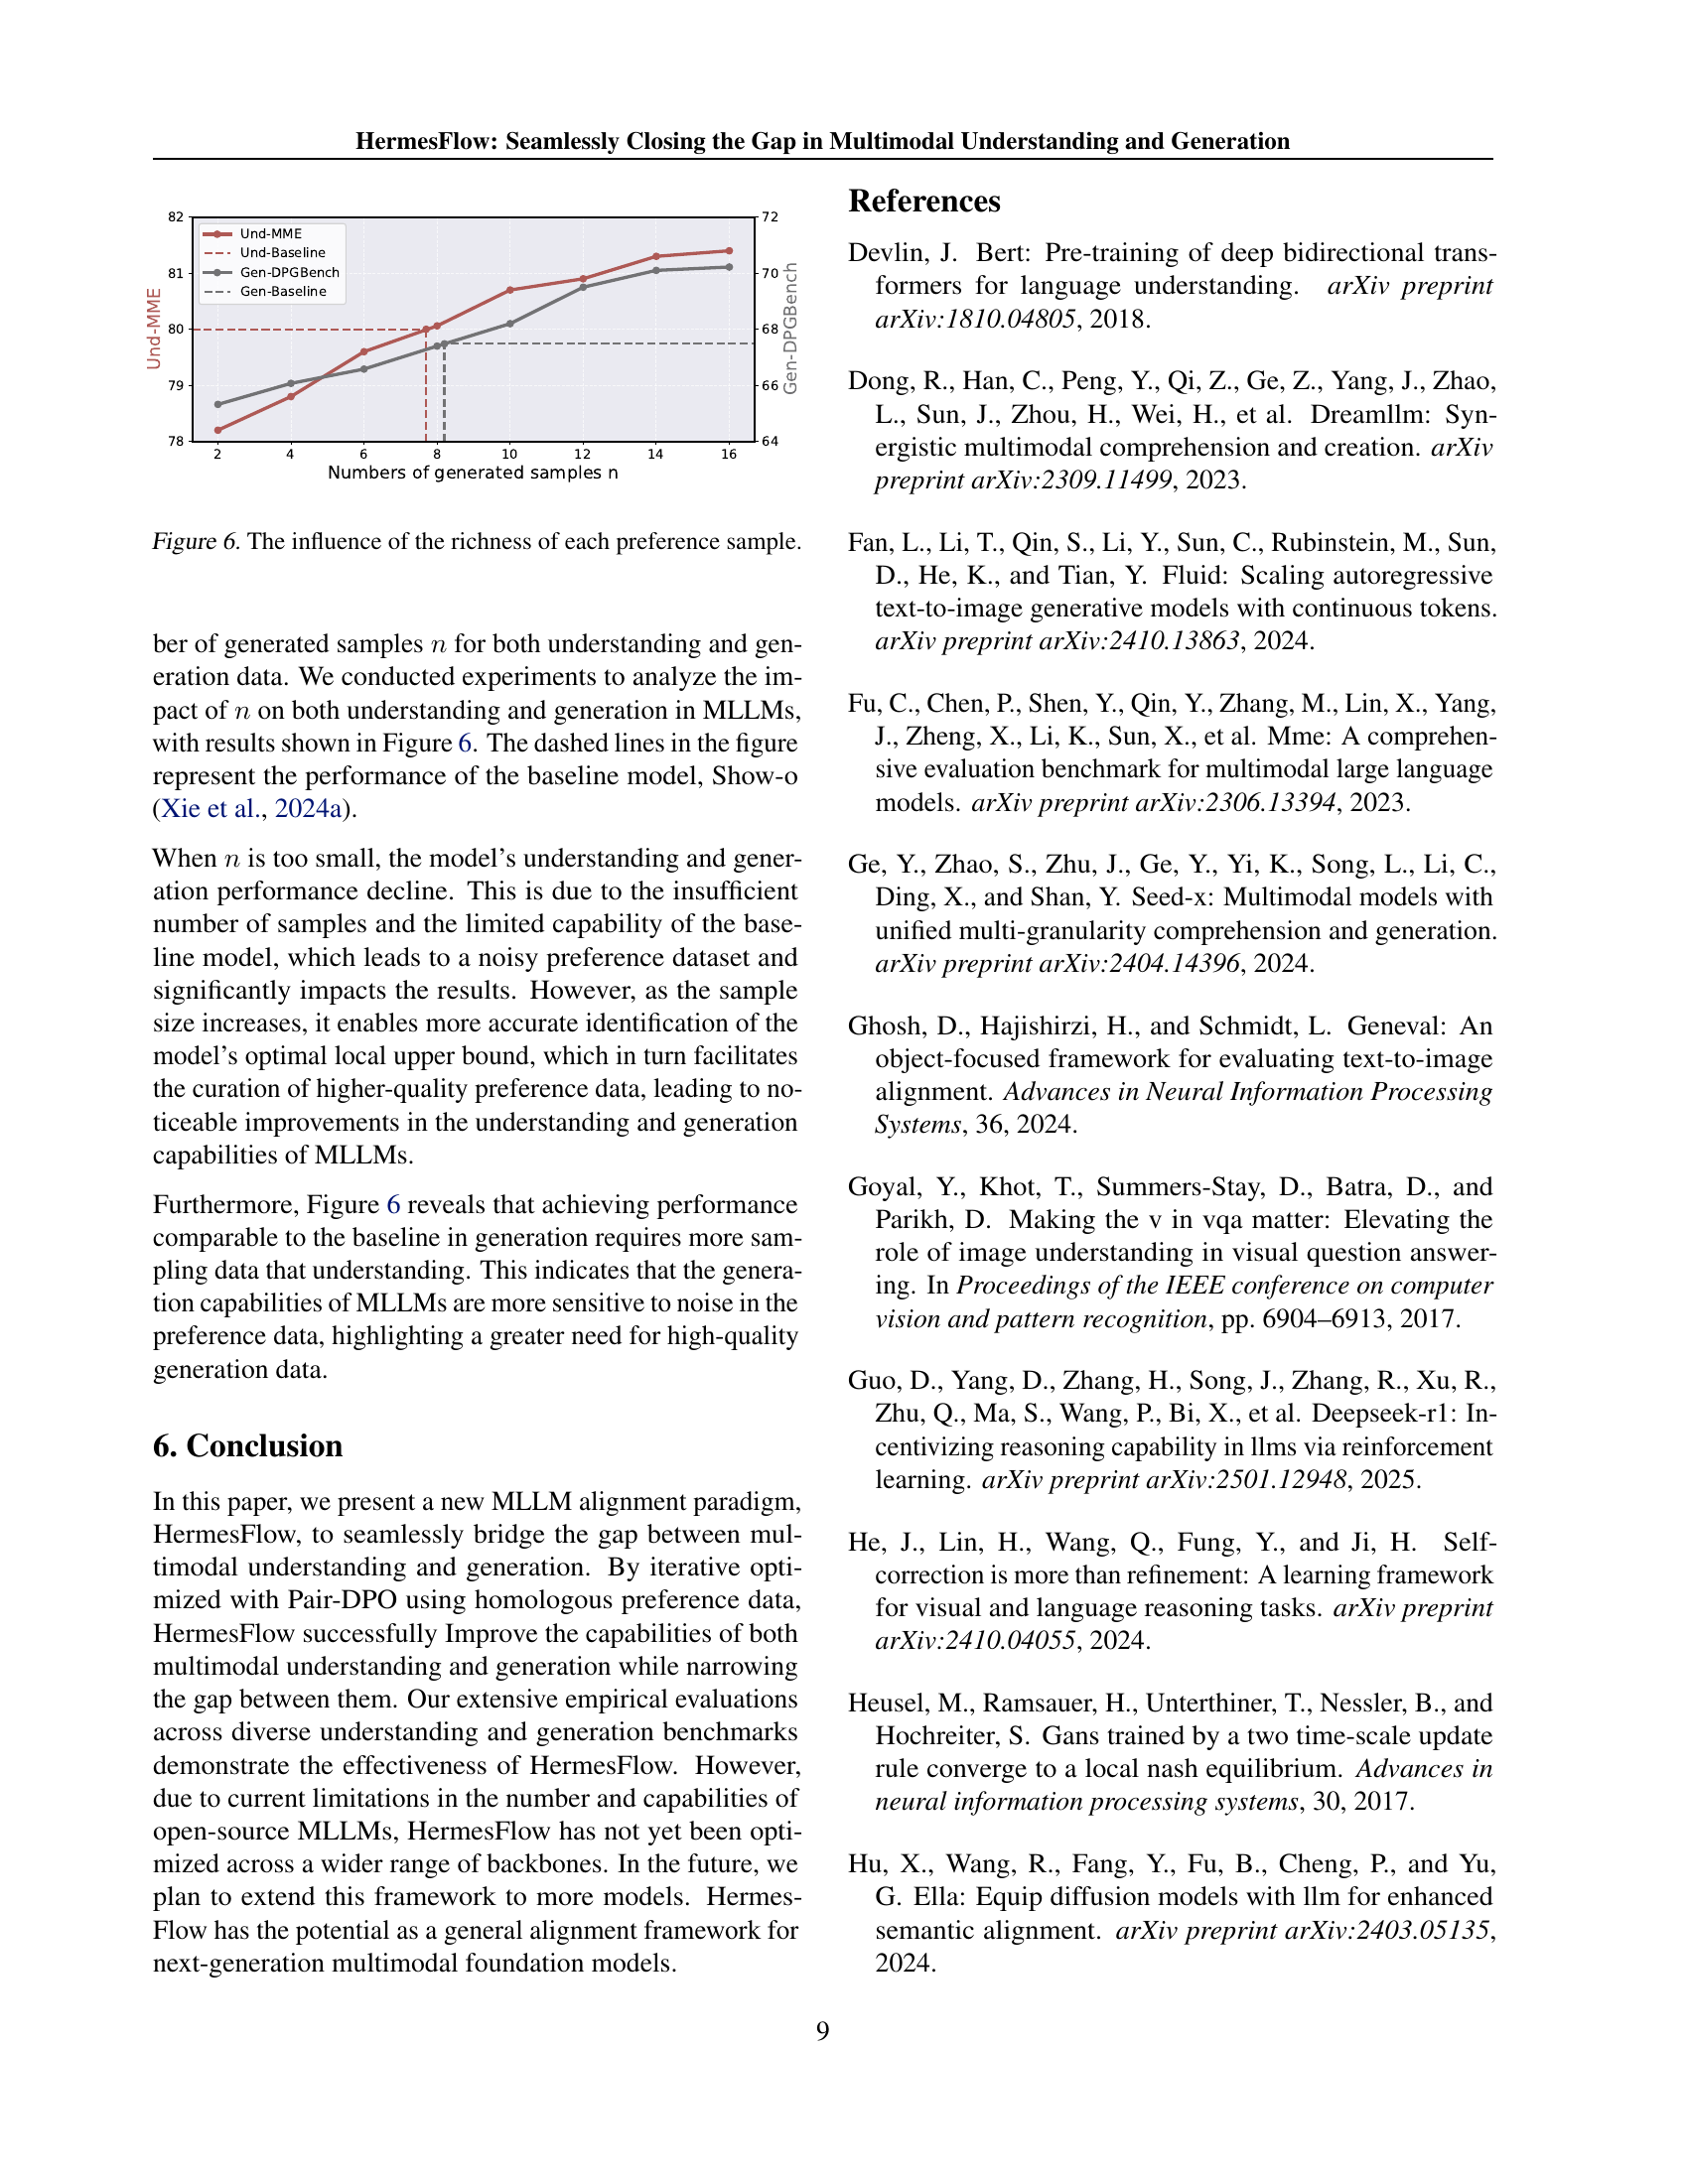 HermesFlow: Seamlessly Closing the Gap in Multimodal Understanding and Generation
82
81
80
79
78
Und-MME
72
70
68
66
64
Gen-DPGBench
Und-MME
Und-Baseline
Gen-DPGBench
Gen-Baseline
2 4 6 8 10 12 14 16
Numbers of generated samples n
Figure 6. The influence of the richness of each preference sample.
ber of generated samples n for both understanding and gen-
eration data. We conducted experiments to analyze the im-
pact of n on both understanding and generation in MLLMs,
with results shown in Figure 6. The dashed lines in the figure
represent the performance of the baseline model, Show-o
(Xie et al., 2024a).
When n is too small, the model's understanding and gener-
ation performance decline. This is due to the insufficient
number of samples and the limited capability of the base-
line model, which leads to a noisy preference dataset and
significantly impacts the results. However, as the sample
size increases, it enables more accurate identification of the
model's optimal local upper bound, which in turn facilitates
the curation of higher-quality preference data, leading to no-
ticeable improvements in the understanding and generation
capabilities of MLLMs.
Furthermore, Figure 6 reveals that achieving performance
comparable to the baseline in generation requires more sam-
pling data that understanding. This indicates that the genera-
tion capabilities of MLLMs are more sensitive to noise in the
preference data, highlighting a greater need for high-quality
generation data.
6. Conclusion
In this paper, we present a new MLLM alignment paradigm,
HermesFlow, to seamlessly bridge the gap between mul-
timodal understanding and generation. By iterative opti-
mized with Pair-DPO using homologous preference data,
HermesFlow successfully Improve the capabilities of both
multimodal understanding and generation while narrowing
the gap between them. Our extensive empirical evaluations
across diverse understanding and generation benchmarks
demonstrate the effectiveness of HermesFlow. However,
due to current limitations in the number and capabilities of
open-source MLLMs, HermesFlow has not yet been opti-
mized across a wider range of backbones. In the future, we
plan to extend this framework to more models. Hermes-
Flow has the potential as a general alignment framework for
next-generation multimodal foundation models.
References
Devlin, J. Bert: Pre-training of deep bidirectional trans-
formers for language understanding. arXiv preprint
arXiv:1810.04805, 2018.
Dong, R., Han, C., Peng, Y., Qi, Z., Ge, Z., Yang, J., Zhao,
L., Sun, J., Zhou, H., Wei, H., et al. Dreamllm: Syn-
ergistic multimodal comprehension and creation. arXiv
preprint arXiv:2309.11499, 2023.
Fan, L., Li, T., Qin, S., Li, Y., Sun, C., Rubinstein, M., Sun,
D., He, K., and Tian, Y. Fluid: Scaling autoregressive
text-to-image generative models with continuous tokens.
arXiv preprint arXiv:2410.13863, 2024.
Fu, C., Chen, P., Shen, Y., Qin, Y., Zhang, M., Lin, X., Yang,
J., Zheng, X., Li, K., Sun, X., et al. Mme: A comprehen-
sive evaluation benchmark for multimodal large language
models. arXiv preprint arXiv:2306.13394, 2023.
Ge, Y., Zhao, S., Zhu, J., Ge, Y., Yi, K., Song, L., Li, C.,
Ding, X., and Shan, Y. Seed-x: Multimodal models with
unified multi-granularity comprehension and generation.
arXiv preprint arXiv:2404.14396, 2024.
Ghosh, D., Hajishirzi, H., and Schmidt, L. Geneval: An
object-focused framework for evaluating text-to-image
alignment. Advances in Neural Information Processing
Systems, 36, 2024.
Goyal, Y., Khot, T., Summers-Stay, D., Batra, D., and
Parikh, D. Making the v in vqa matter: Elevating the
role of image understanding in visual question answer-
ing. In Proceedings of the IEEE conference on computer
vision and pattern recognition, pp. 6904–6913, 2017.
Guo, D., Yang, D., Zhang, H., Song, J., Zhang, R., Xu, R.,
Zhu, Q., Ma, S., Wang, P., Bi, X., et al. Deepseek-r1: In-
centivizing reasoning capability in llms via reinforcement
learning. arXiv preprint arXiv:2501.12948, 2025.
He, J., Lin, H., Wang, Q., Fung, Y., and Ji, H. Self-
correction is more than refinement: A learning framework
for visual and language reasoning tasks. arXiv preprint
arXiv:2410.04055, 2024.
Heusel, M., Ramsauer, H., Unterthiner, T., Nessler, B., and
Hochreiter, S. Gans trained by a two time-scale update
rule converge to a local nash equilibrium. Advances in
neural information processing systems, 30, 2017.
Hu, X., Wang, R., Fang, Y., Fu, B., Cheng, P., and Yu,
G. Ella: Equip diffusion models with llm for enhanced
semantic alignment. arXiv preprint arXiv:2403.05135,
2024.
9